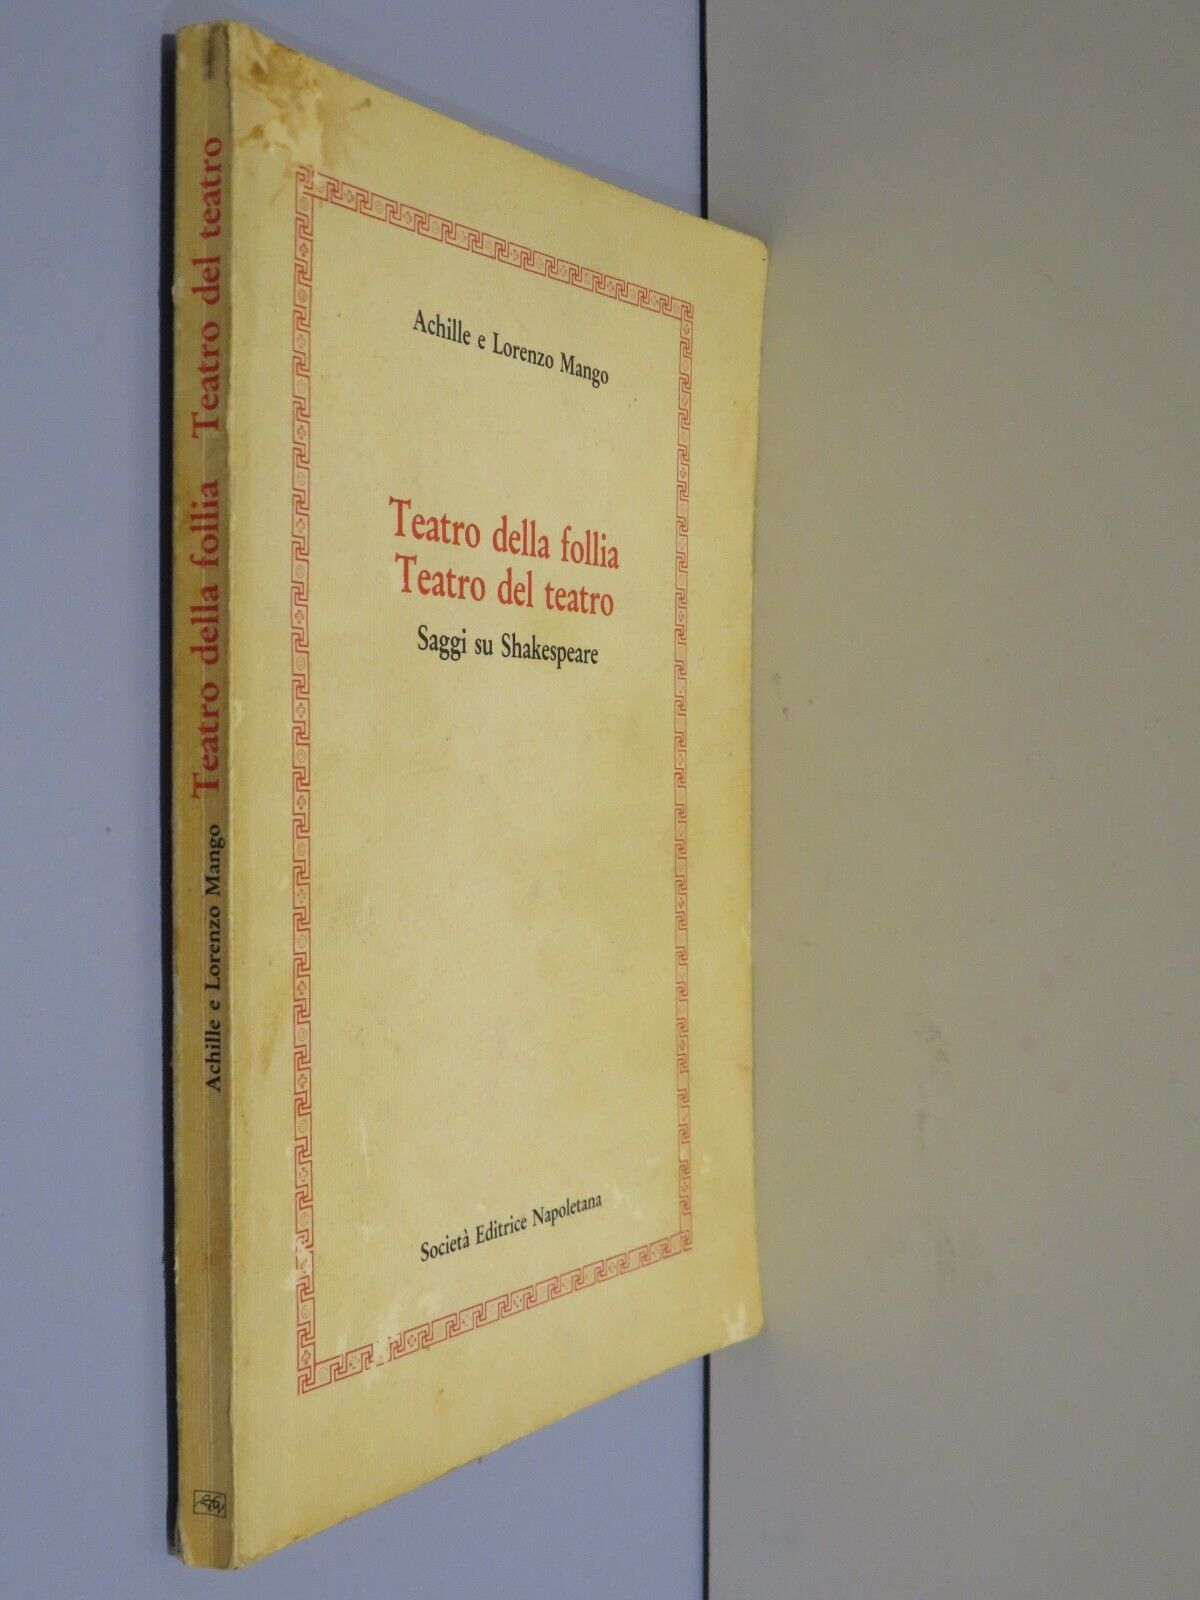 Achille e Lorenzo Mango
Teatro della follia
Teatro del teatro
Saggi su Shakespeare
Società Editrice Napoletana
Achille e Lorenzo Mango Teatro della follia Teatro del teatro